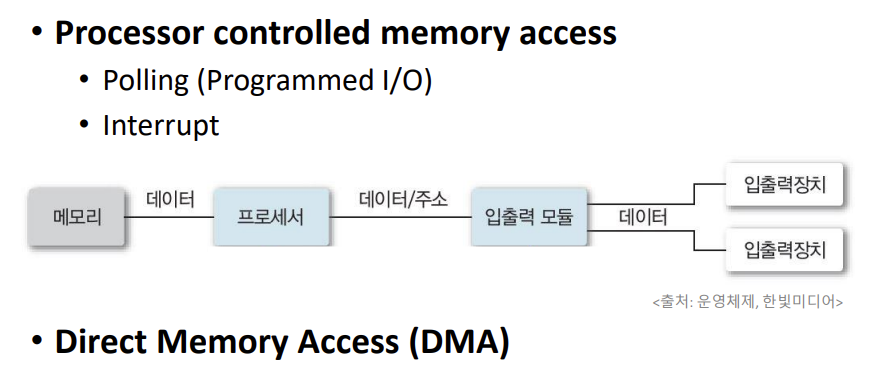 • Processor controlled memory access
• Polling (Programmed I/O)
• Interrupt
메모리
데이터
프로세서
데이터/주소
입출력 모듈
데이터
입출력장치
입출력장치
<출처: 운영체제, 한빛미디어>
• Direct Memory Access (DMA)